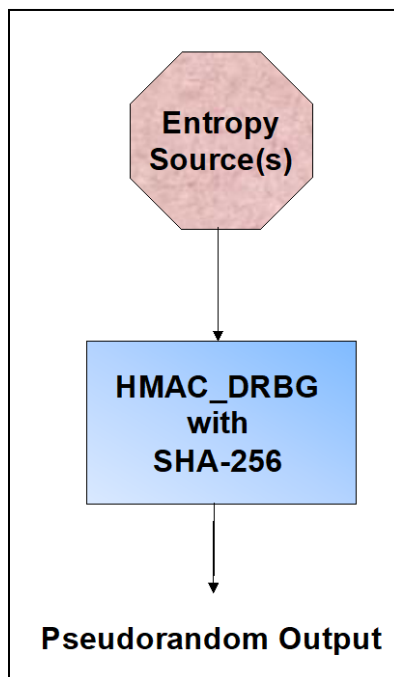 Entropy
Source(s)
HMAC_DRBG
with
SHA-256
Pseudorandom Output